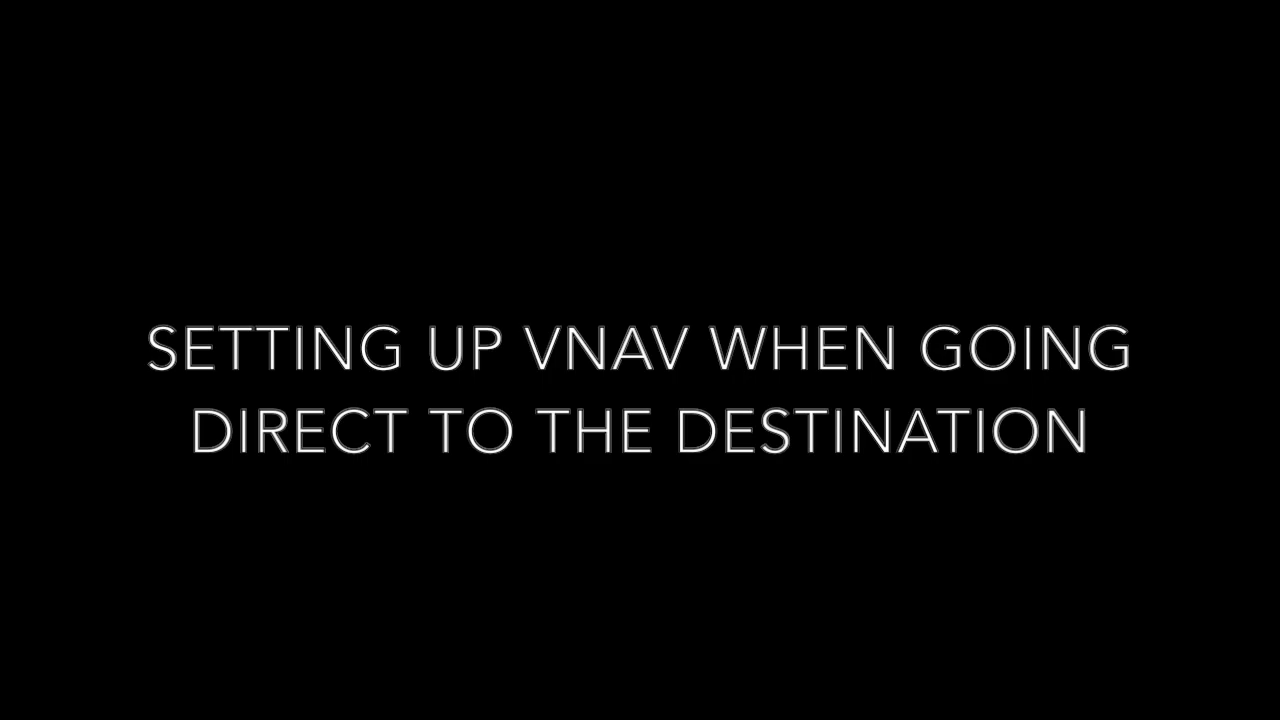 SETTING UP VNAV WHEN GOING
DIRECT TO THE DESTINATION